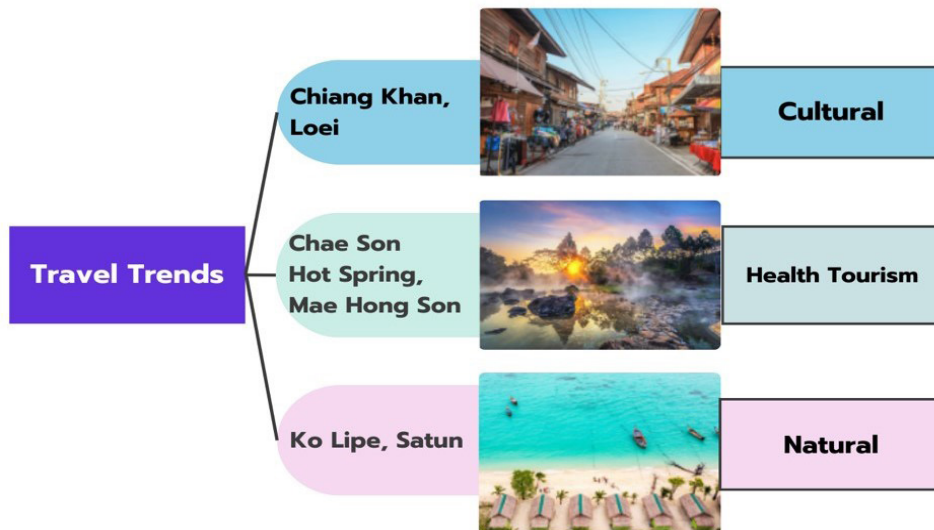 Travel Trends
Chiang Khan,
Loei
Cultural
Chae Son
Hot Spring,
Mae Hong Son
Health Tourism
Ko Lipe, Satun
Natural